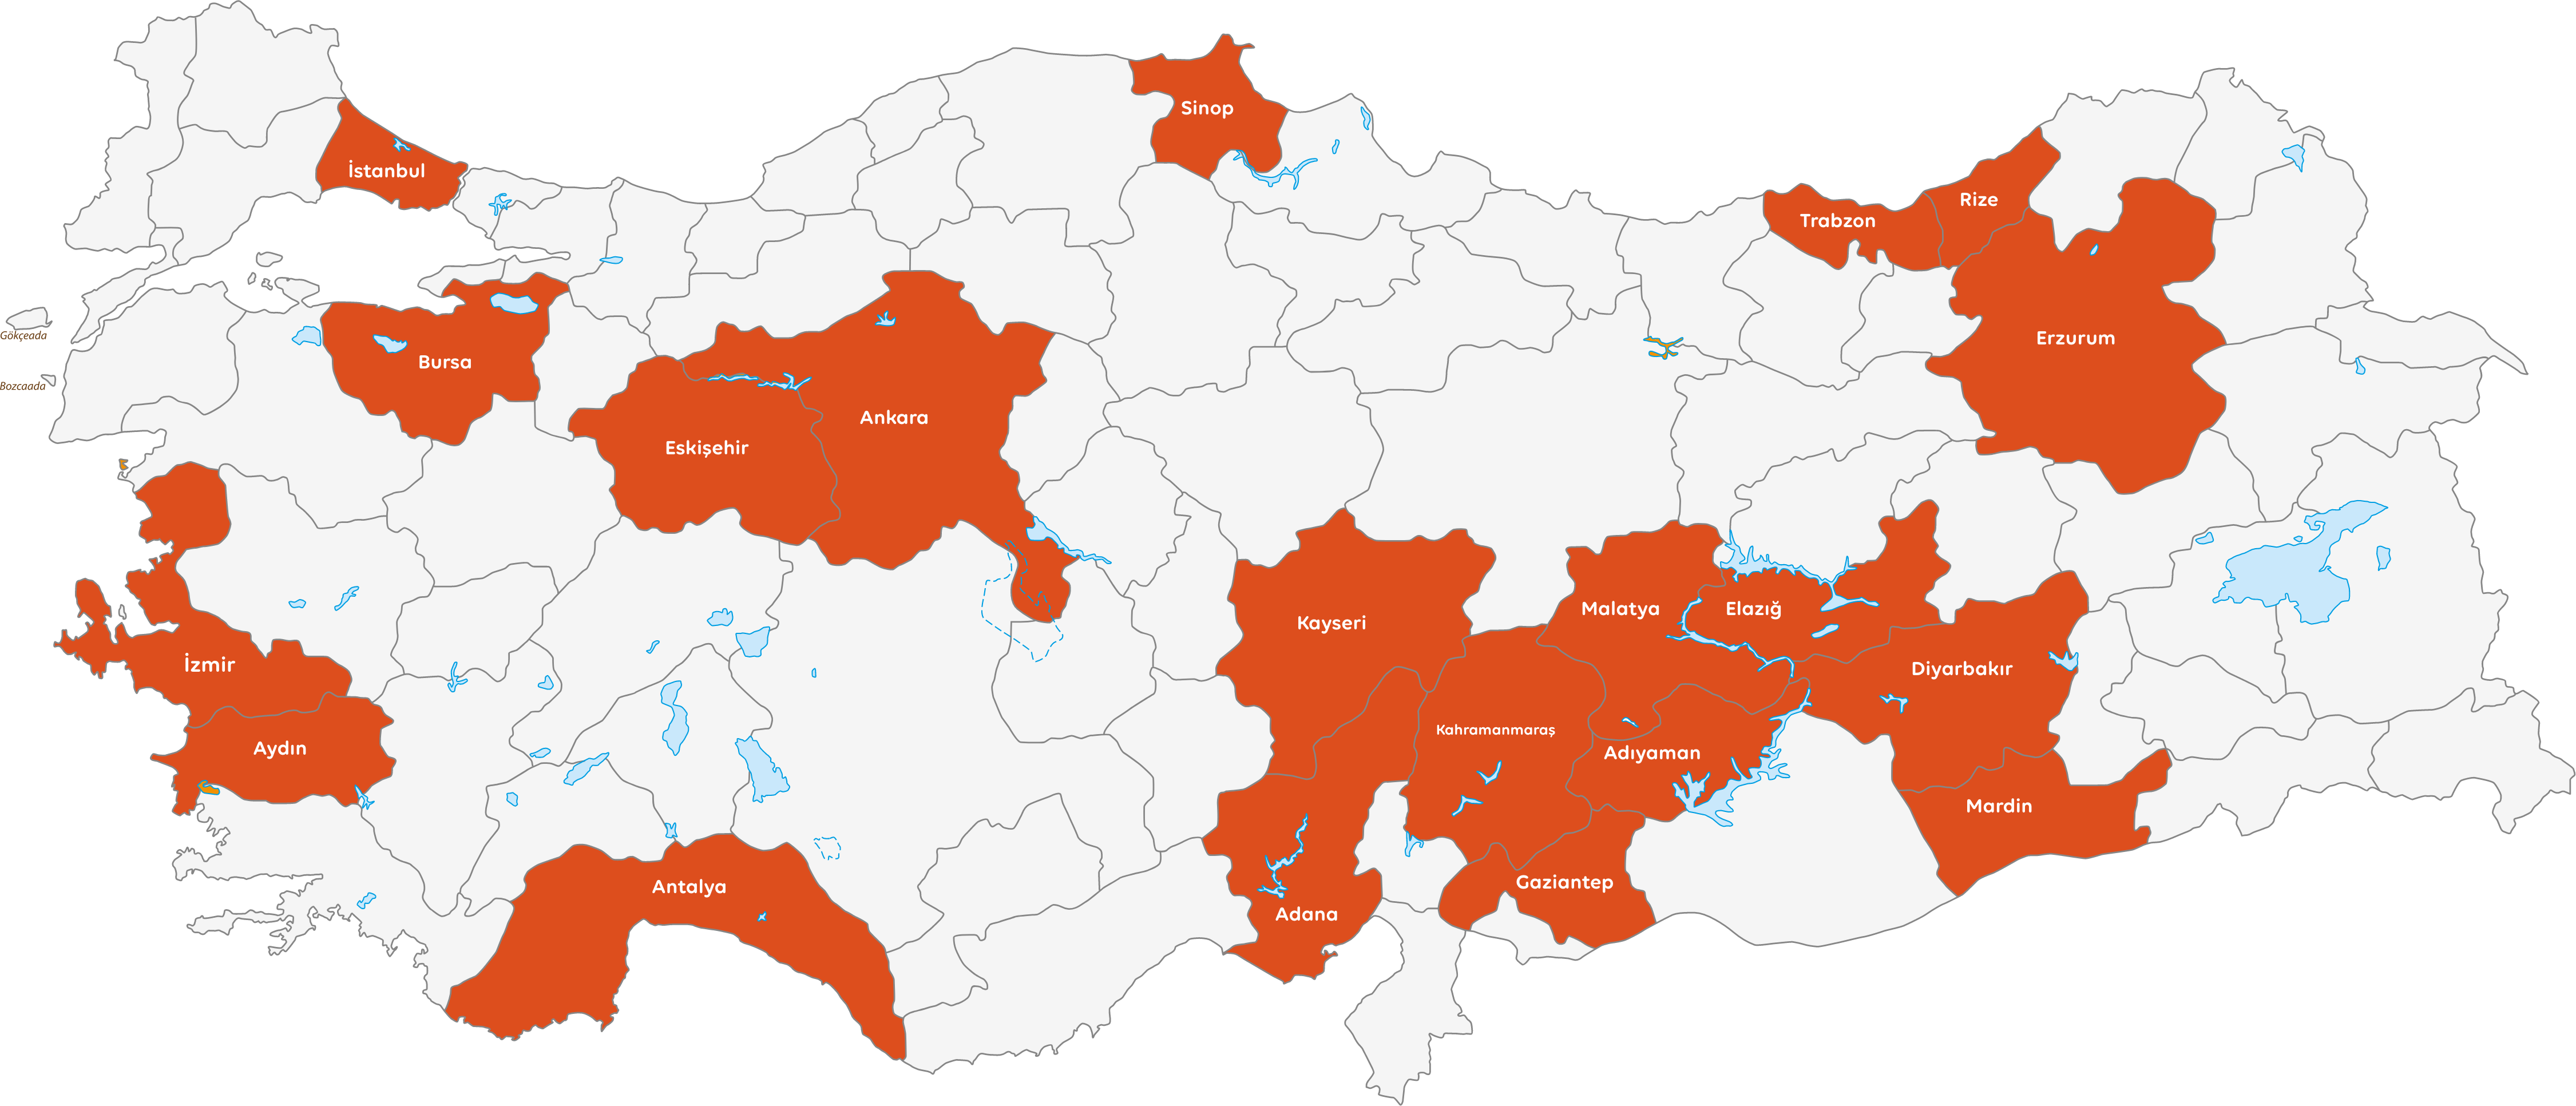 Sinop
İstanbul
Rize
Trabzon
Gökçeada
Erzurum
Bursa
Bozcaada
Ankara
Eskişehir
Malatya
Elazığ
Kayseri
İzmir
Diyarbakır
Kahramanmaraş
Aydın
Adıyaman
Mardin
Gaziantep
Antalya
Adana